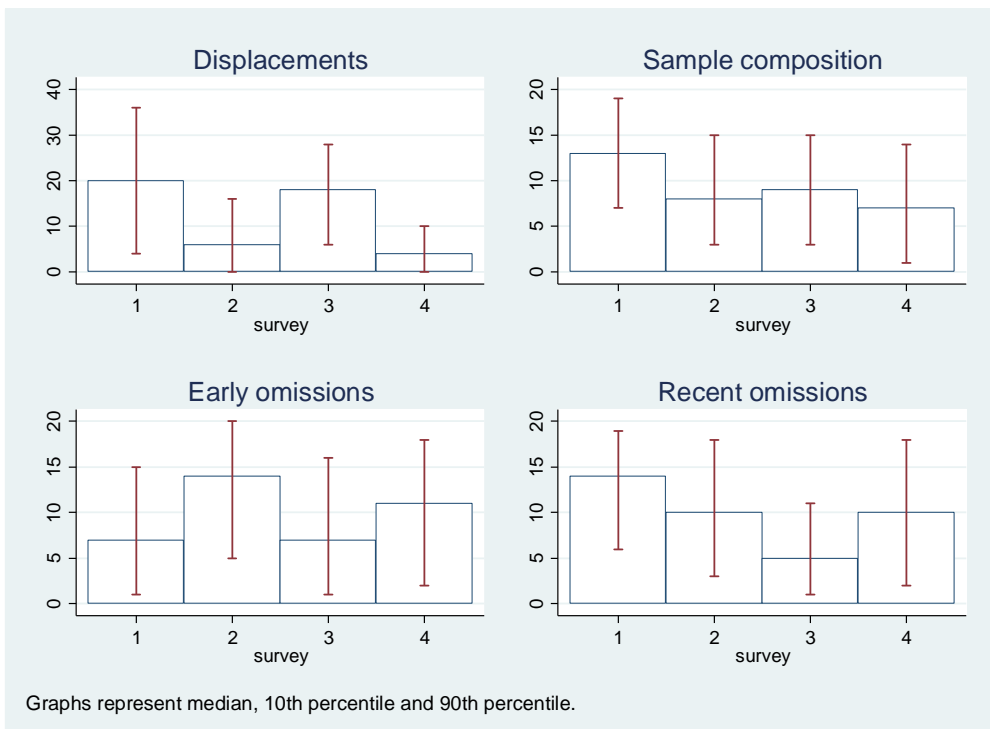 Displacements
40
30
20
10
0
1 2 3 4
survey
Sample composition
20
15
10
5
0
1 2 3 4
survey
Early omissions
20
15
10
5
0
1 2 3 4
survey
Recent omissions
20
15
10
5
0
1 2 3 4
survey
Graphs represent median, 10th percentile and 90th percentile.